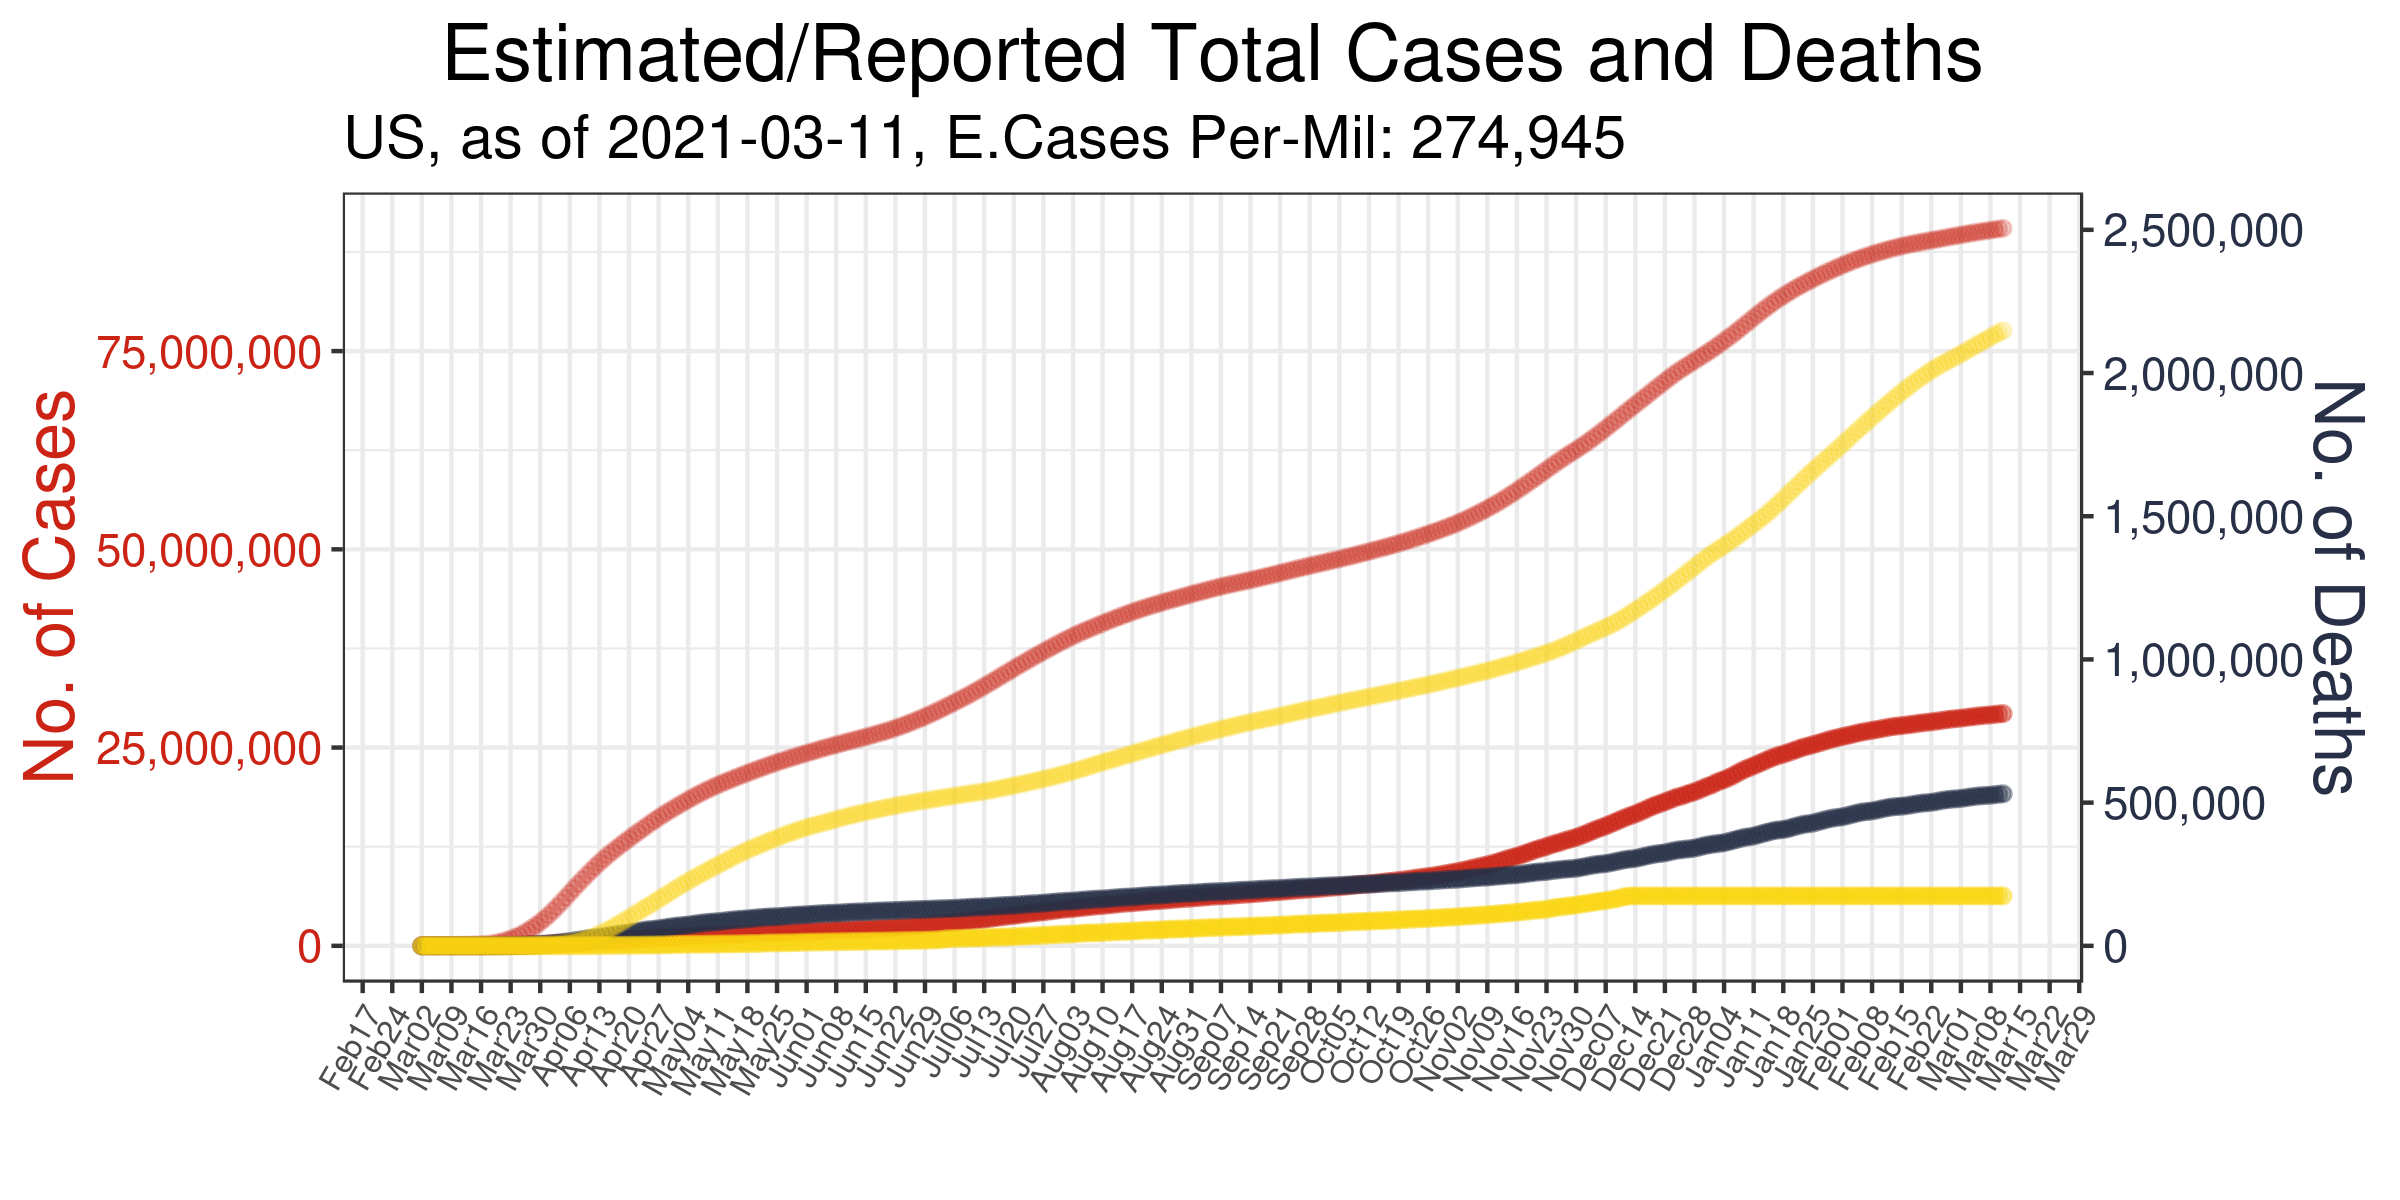 Estimated/Reported Total Cases and Deaths
US, as of 2021-03-11, E.Cases Per-Mil: 274,945
No. of Cases
75,000,000
50,000,000
25,000,000
0
2,500,000
2,000,000
1,500,000
1,000,000
500,000
0
No. of Deaths
Feb17
Feb24
Mar02
Mar09
Mar16
Mar23
Mar30
Apr06
Apr13
Apr20
Apr27
May04
May11
May18
May25
Jun01
Jun08
Jun15
Jun22
Jun29
Jul06
Jul13
Jul20
Jul27
Aug03
Aug10
Aug17
Aug24
Aug31
Sep07
Sep14
Sep21
Sep28
Oct05
Oct12
Oct19
Oct26
Nov02
Nov09
Nov16
Nov23
Nov30
Dec07
Dec14
Dec21
Dec28
Jan04
Jan11
Jan18
Jan25
Feb01
Feb08
Feb15
Feb22
Mar01
Mar08
Mar15
Mar22
Mar29